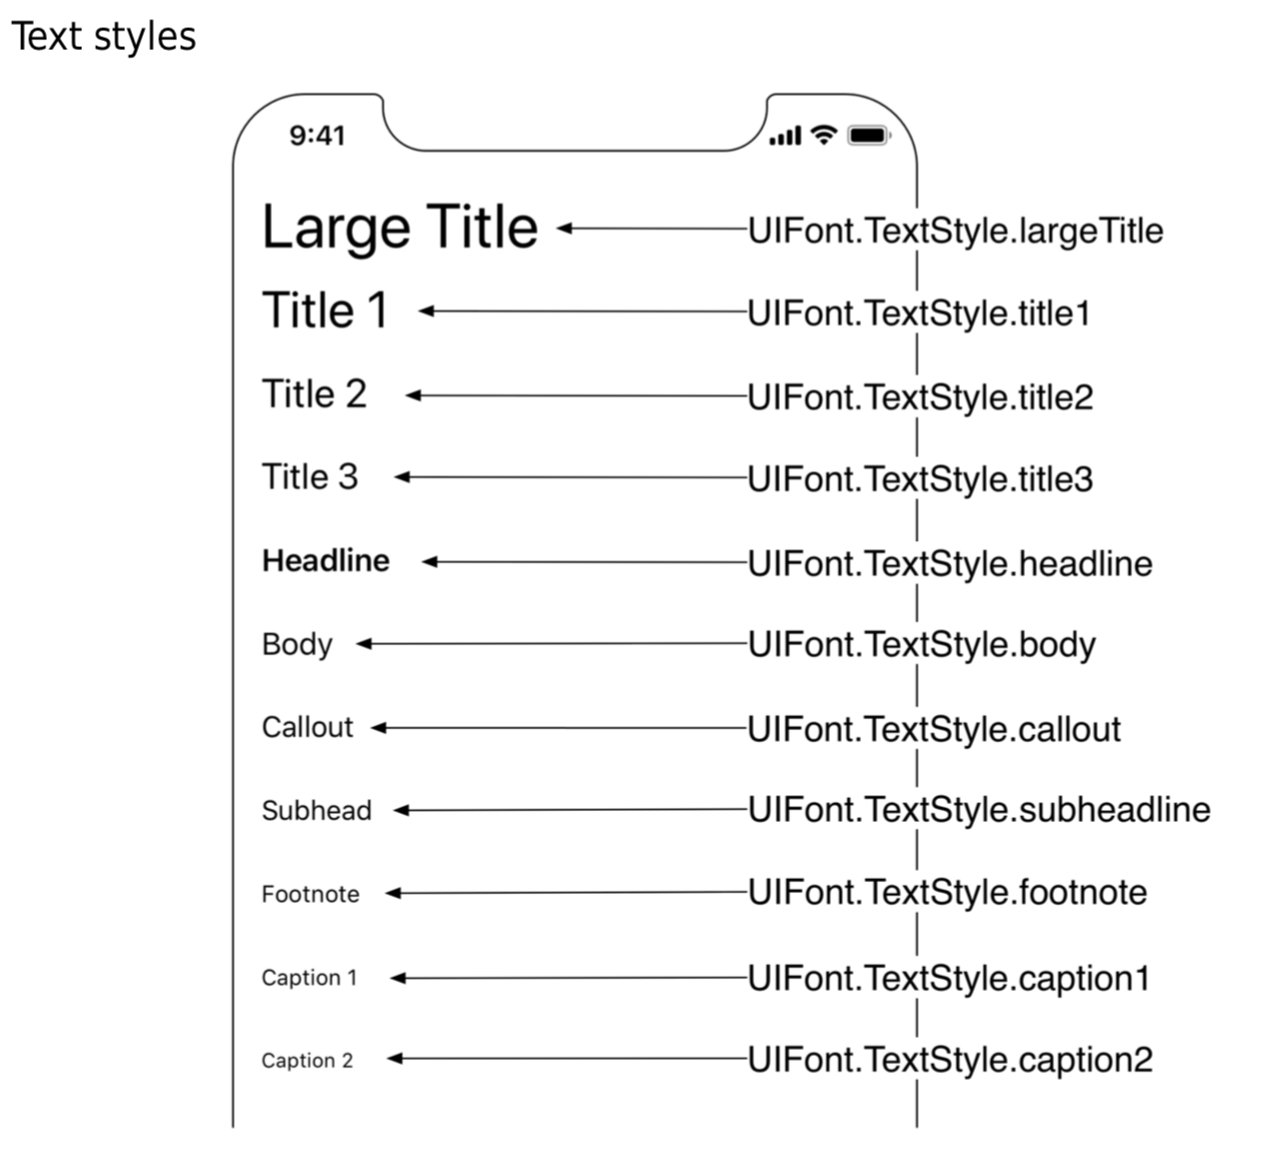 Text styles
9:41
Large Title UIFont.TextStyle.largeTitle
Title 1 UIFont.TextStyle.title1
Title 2 UIFont.TextStyle.title2
Title 3 UIFont.TextStyle.title3
Headline UIFont.TextStyle.headline
Body UIFont.TextStyle.body
Callout UIFont.TextStyle.callout
Subhead UIFont.TextStyle.subheadline
Footnote UIFont.TextStyle.footnote
Caption 1 UIFont.TextStyle.caption1
Caption 2 UIFont.TextStyle.caption2